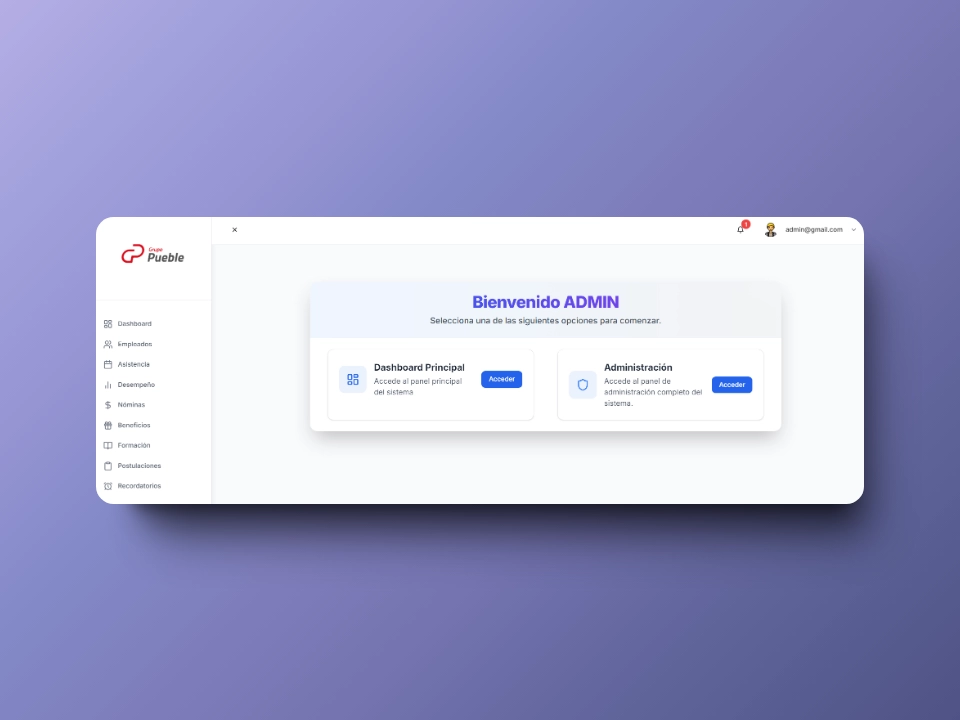 Grupo
Pueble
Dashboard
Empleados
Asistencia
Desempeño
Nóminas
Beneficios
Formación
Postulaciones
Recordatorios
1
admin@gmail.com
Bienvenido ADMIN
Selecciona una de las siguientes opciones para comenzar.
Dashboard Principal
Accede al panel principal
del sistema
Acceder
Administración
Accede al panel de
administración completo del
sistema.
Acceder